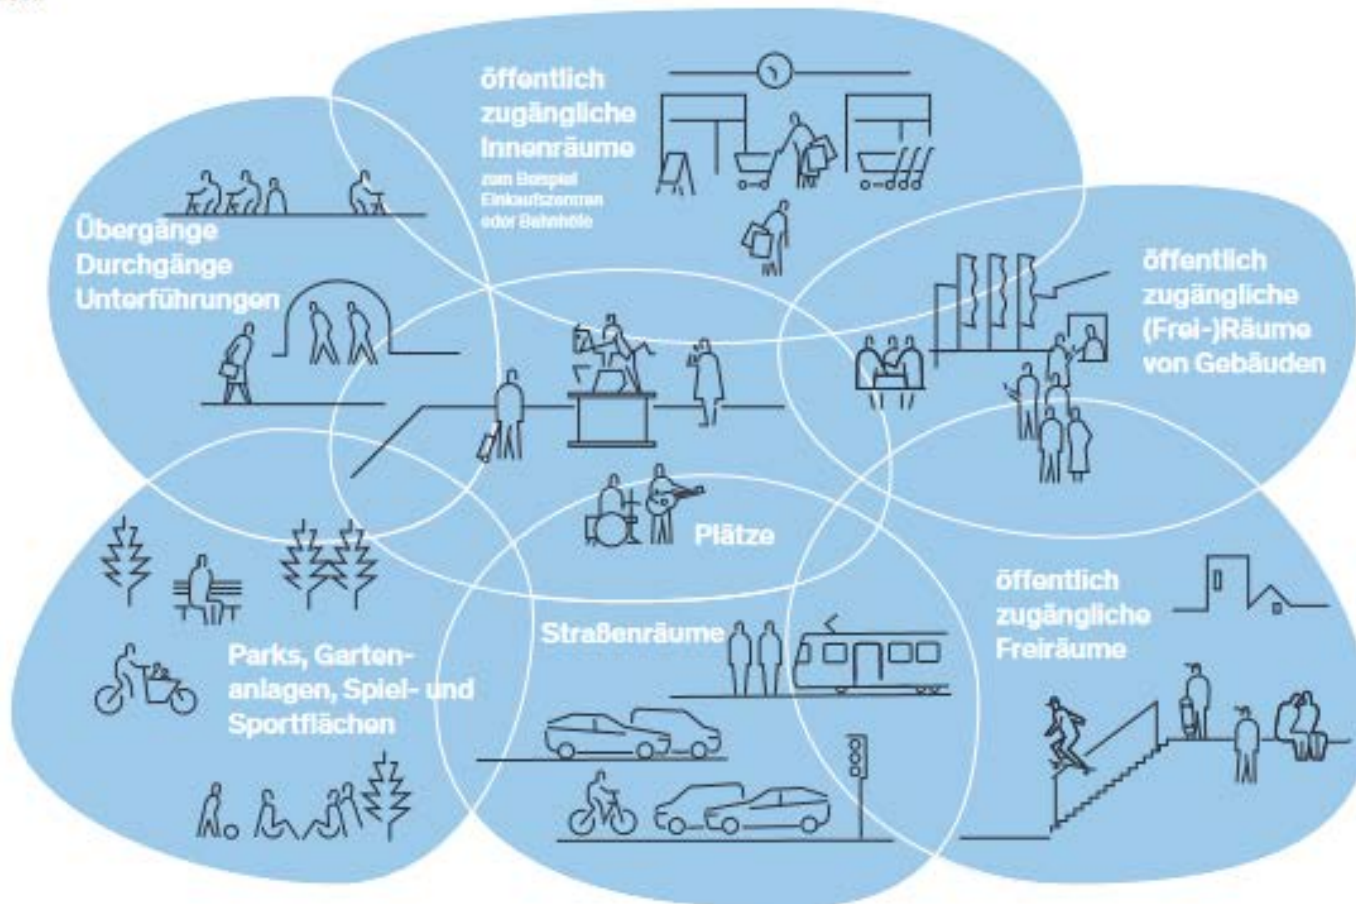 öffentlich
zugängliche
Innenräume
zum Beispiel
Einkaufszentren
oder Bahnhöfe
Übergänge
Durchgänge
Unterführungen
öffentlich
zugängliche
(Frei-)Räume
von Gebäuden
Plätze
Straßenräume
öffentlich
zugängliche
Freiräume
Parks, Garten-
anlagen, Spiel- und
Sportflächen